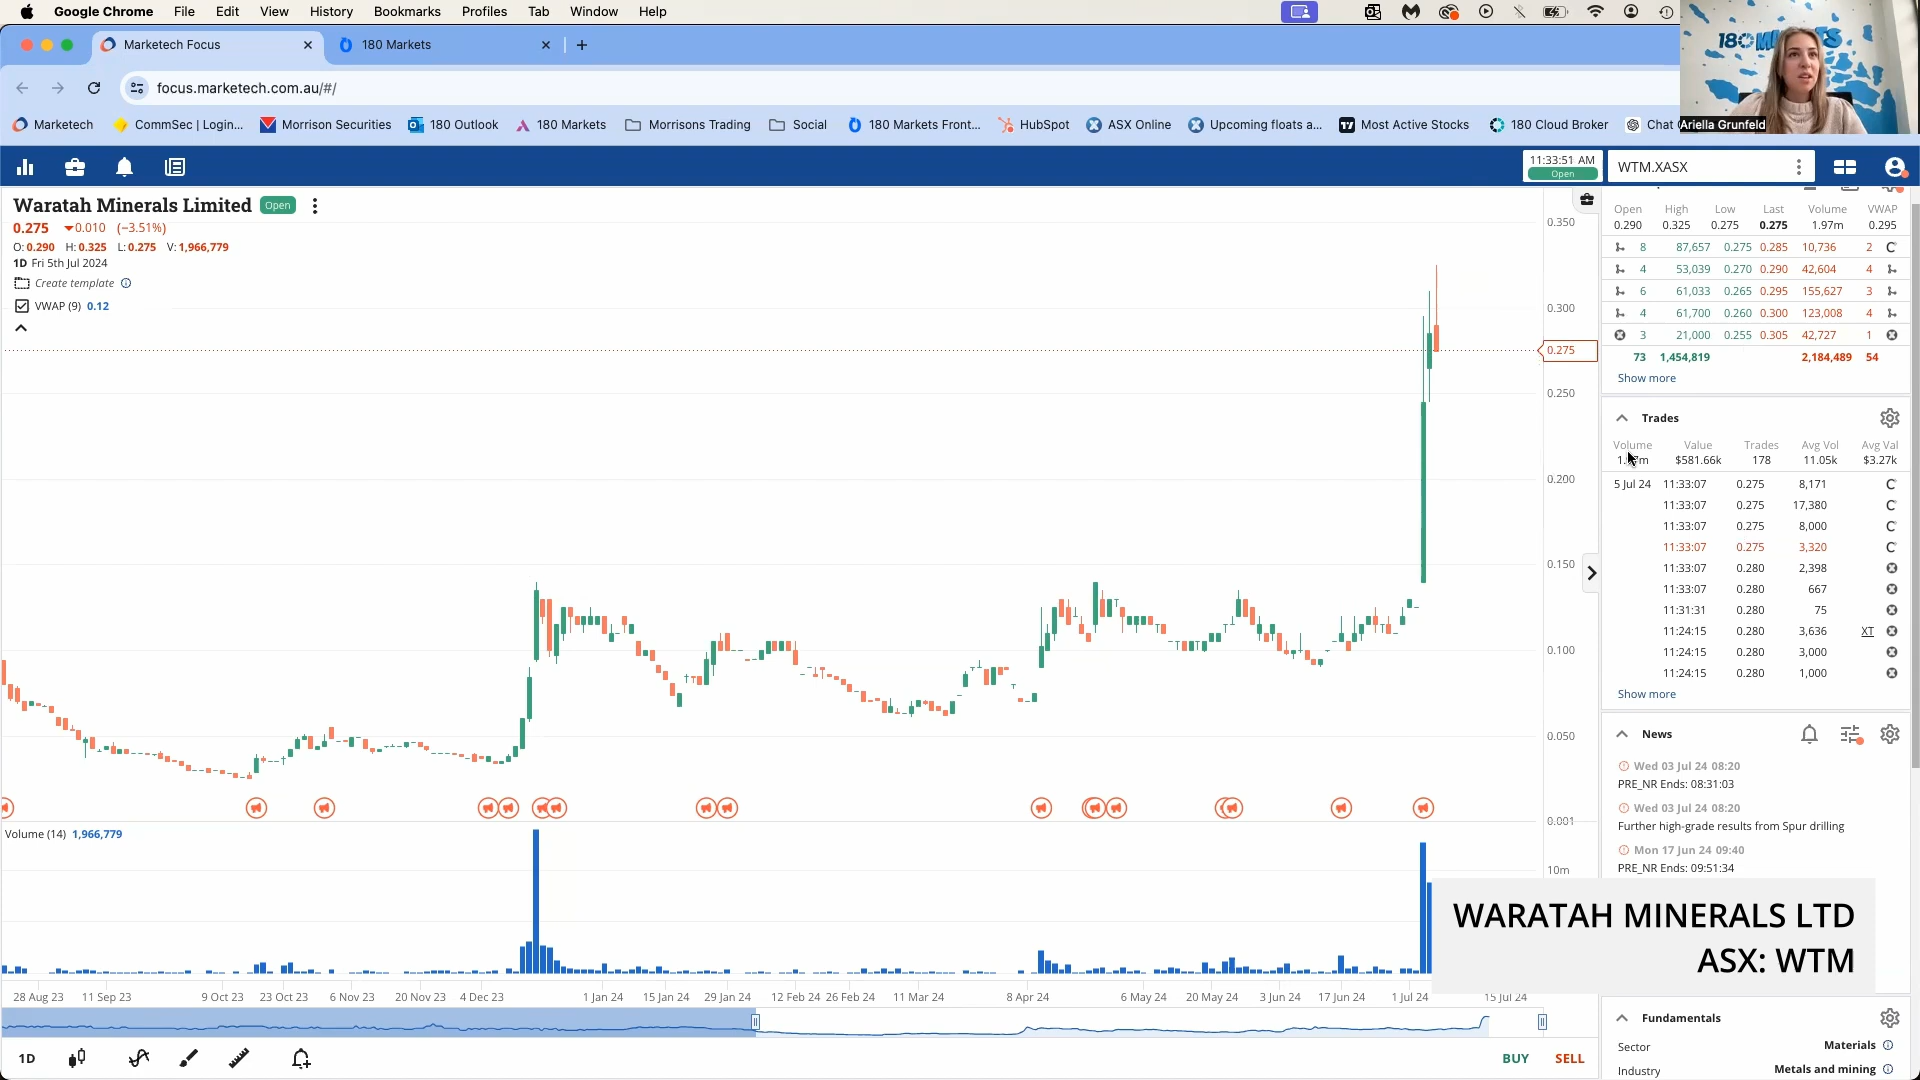 Google Chrome File Edit View History Bookmarks Profiles Tab Window Help
Marketech Focus
180 Markets
focus.marketech.com.au/#/
Marketech
CommSec | Login...
Morrison Securities
180 Outlook
180 Markets
Morrisons Trading
Social
180 Markets Front...
HubSpot
ASX Online
Upcoming floats a...
Most Active Stocks
180 Cloud Broker
Chat
Ariella Grunfeld
11:33:51 AM
Open
WTM.XASX
Waratah Minerals Limited Open
0.275 0.010 (−3.51%)
O: 0.290 H: 0.325 L: 0.275 V: 1,966,779
1D Fri 5th Jul 2024
Create template
VWAP (9) 0.12
0.350
0.300
0.275
0.250
0.200
0.150
0.100
0.050
0.001
Volume (14) 1,966,779
10m
28 Aug 23 11 Sep 23 9 Oct 23 23 Oct 23 6 Nov 23 20 Nov 23 4 Dec 23 1 Jan 24 15 Jan 24 29 Jan 24 12 Feb 24 26 Feb 24 11 Mar 24 8 Apr 24 6 May 24 20 May 24 3 Jun 24 17 Jun 24 1 Jul 24 15 Jul 24
1D
BUY SELL
Open High Low Last Volume VWAP
0.290 0.325 0.275 0.275 1.97m 0.295
8 87,657 0.275 0.285 10,736 2
4 53,039 0.270 0.290 42,604 4
6 61,033 0.265 0.295 155,627 3
4 61,700 0.260 0.300 123,008 4
3 21,000 0.255 0.305 42,727 1
73 1,454,819 2,184,489 54
Show more
Trades
Volume Value Trades Avg Vol Avg Val
$581.66k 178 11.05k $3.27k
5 Jul 24 11:33:07 0.275 8,171
11:33:07 0.275 17,380
11:33:07 0.275 8,000
11:33:07 0.275 3,320
11:33:07 0.280 2,398
11:33:07 0.280 667
11:31:31 0.280 75
11:24:15 0.280 3,636 XT
11:24:15 0.280 3,000
11:24:15 0.280 1,000
Show more
News
Wed 03 Jul 24 08:20
PRE_NR Ends: 08:31:03
Wed 03 Jul 24 08:20
Further high-grade results from Spur drilling
Mon 17 Jun 24 09:40
PRE_NR Ends: 09:51:34
WARATAH MINERALS LTD
ASX: WTM
Fundamentals
Sector Materials
Industry Metals and mining